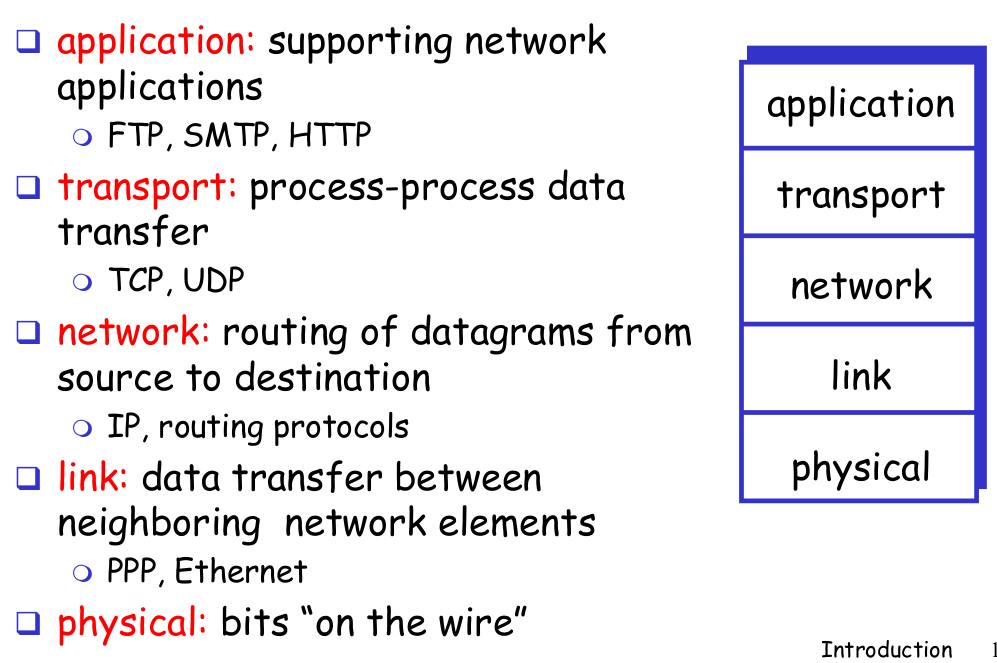 application: supporting network
applications
FTP, SMTP, HTTP
transport: process-process data
transfer
TCP, UDP
network: routing of datagrams from
source to destination
IP, routing protocols
link: data transfer between
neighboring network elements
PPP, Ethernet
physical: bits “on the wire”
application
transport
network
link
physical
Introduction 1